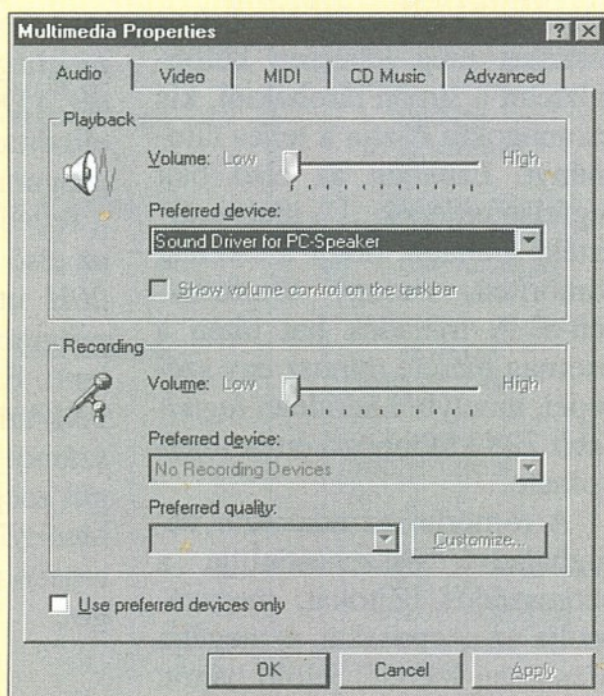 Multimedia Properties
Audio Video MIDI CD Music Advanced
Playback
Volume: Low High
Preferred device:
Sound Driver for PC-Speaker
Show volume control on the taskbar
Recording
Volume: Low High
Preferred device:
No Recording Devices
Preferred quality:
Customize...
Use preferred devices only
OK Cancel Apply